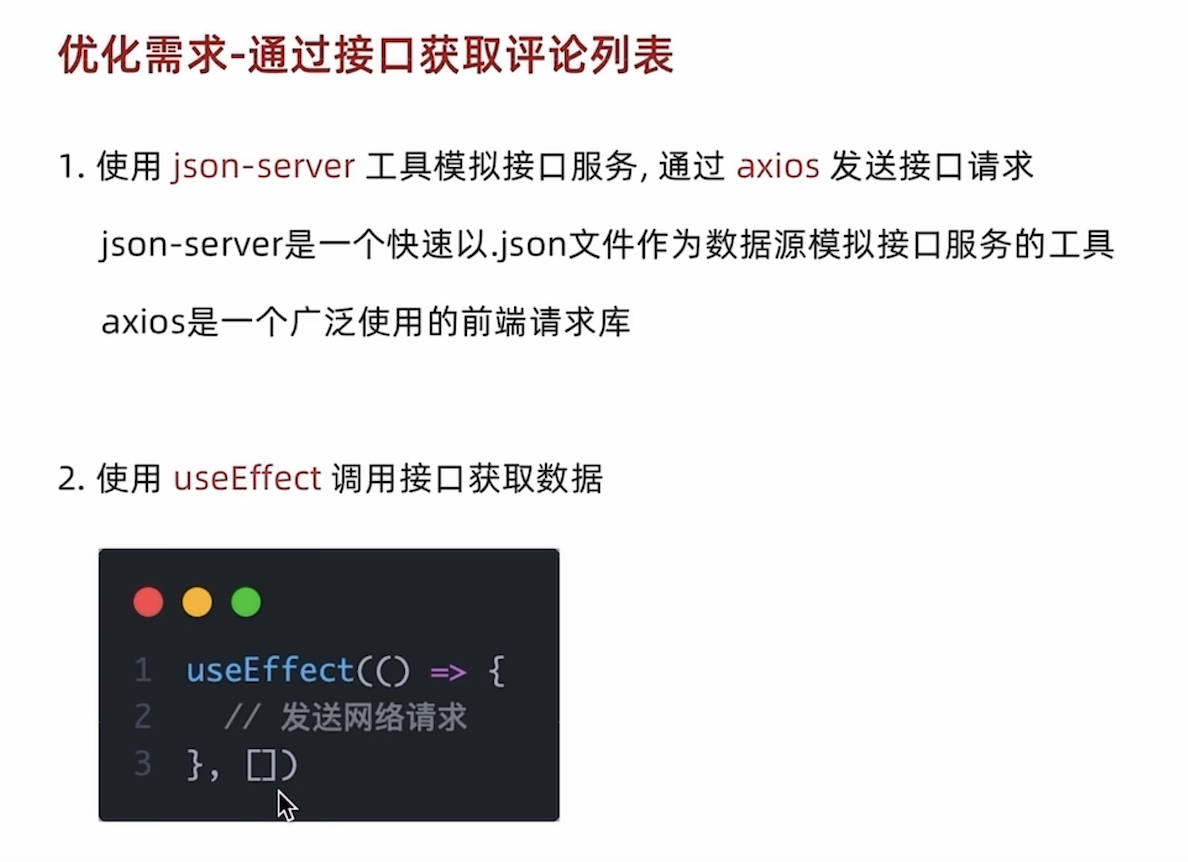 优化需求-通过接口获取评论列表
1. 使用 json-server 工具模拟接口服务, 通过 axios 发送接口请求
json-server是一个快速以.json文件作为数据源模拟接口服务的工具
axios是一个广泛使用的前端请求库
2. 使用 useEffect 调用接口获取数据
1 useEffect(() => {
2 // 发送网络请求
3 }, [])